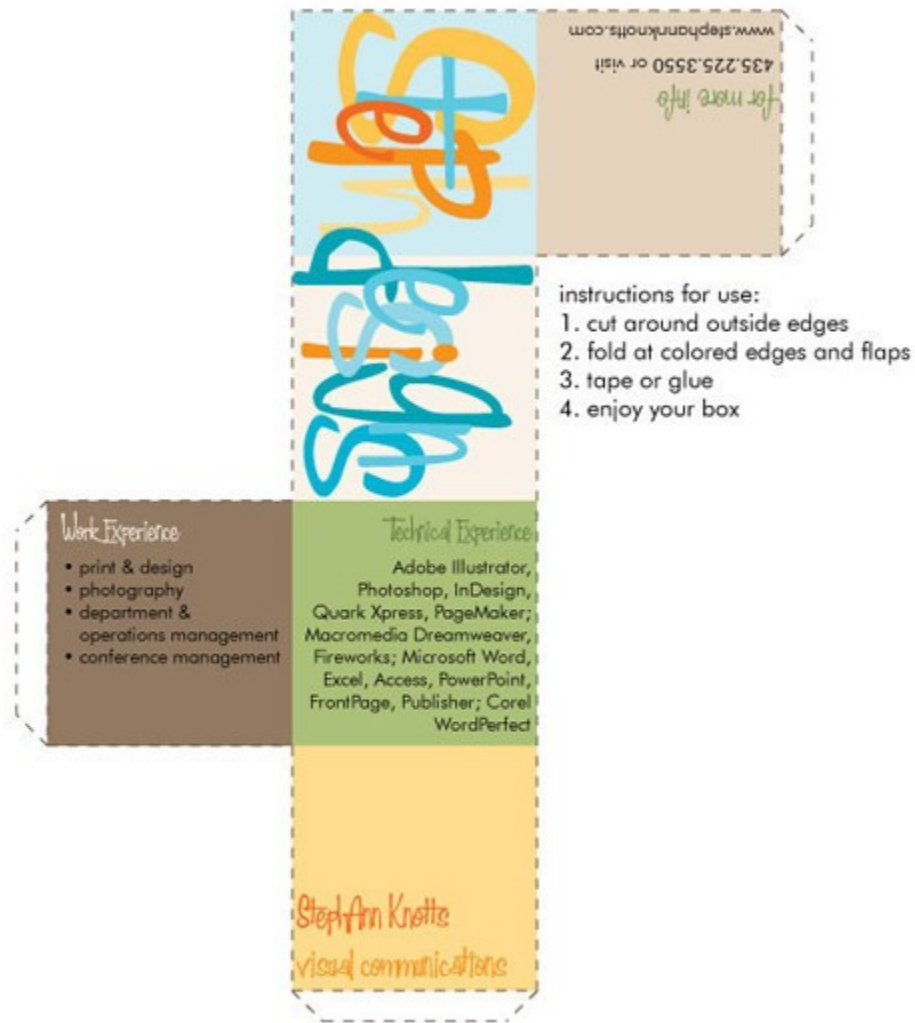 Steph
designs
for more info
435.225.3550 or visit
www.stephannknotts.com
instructions for use:
1. cut around outside edges
2. fold at colored edges and flaps
3. tape or glue
4. enjoy your box
Work Experience
• print & design
• photography
• department &
operations management
• conference management
Technical Experience
Adobe Illustrator,
Photoshop, InDesign,
Quark Xpress, PageMaker;
Macromedia Dreamweaver,
Fireworks; Microsoft Word,
Excel, Access, PowerPoint,
FrontPage, Publisher; Corel
WordPerfect
StephAnn Knotts
visual communications